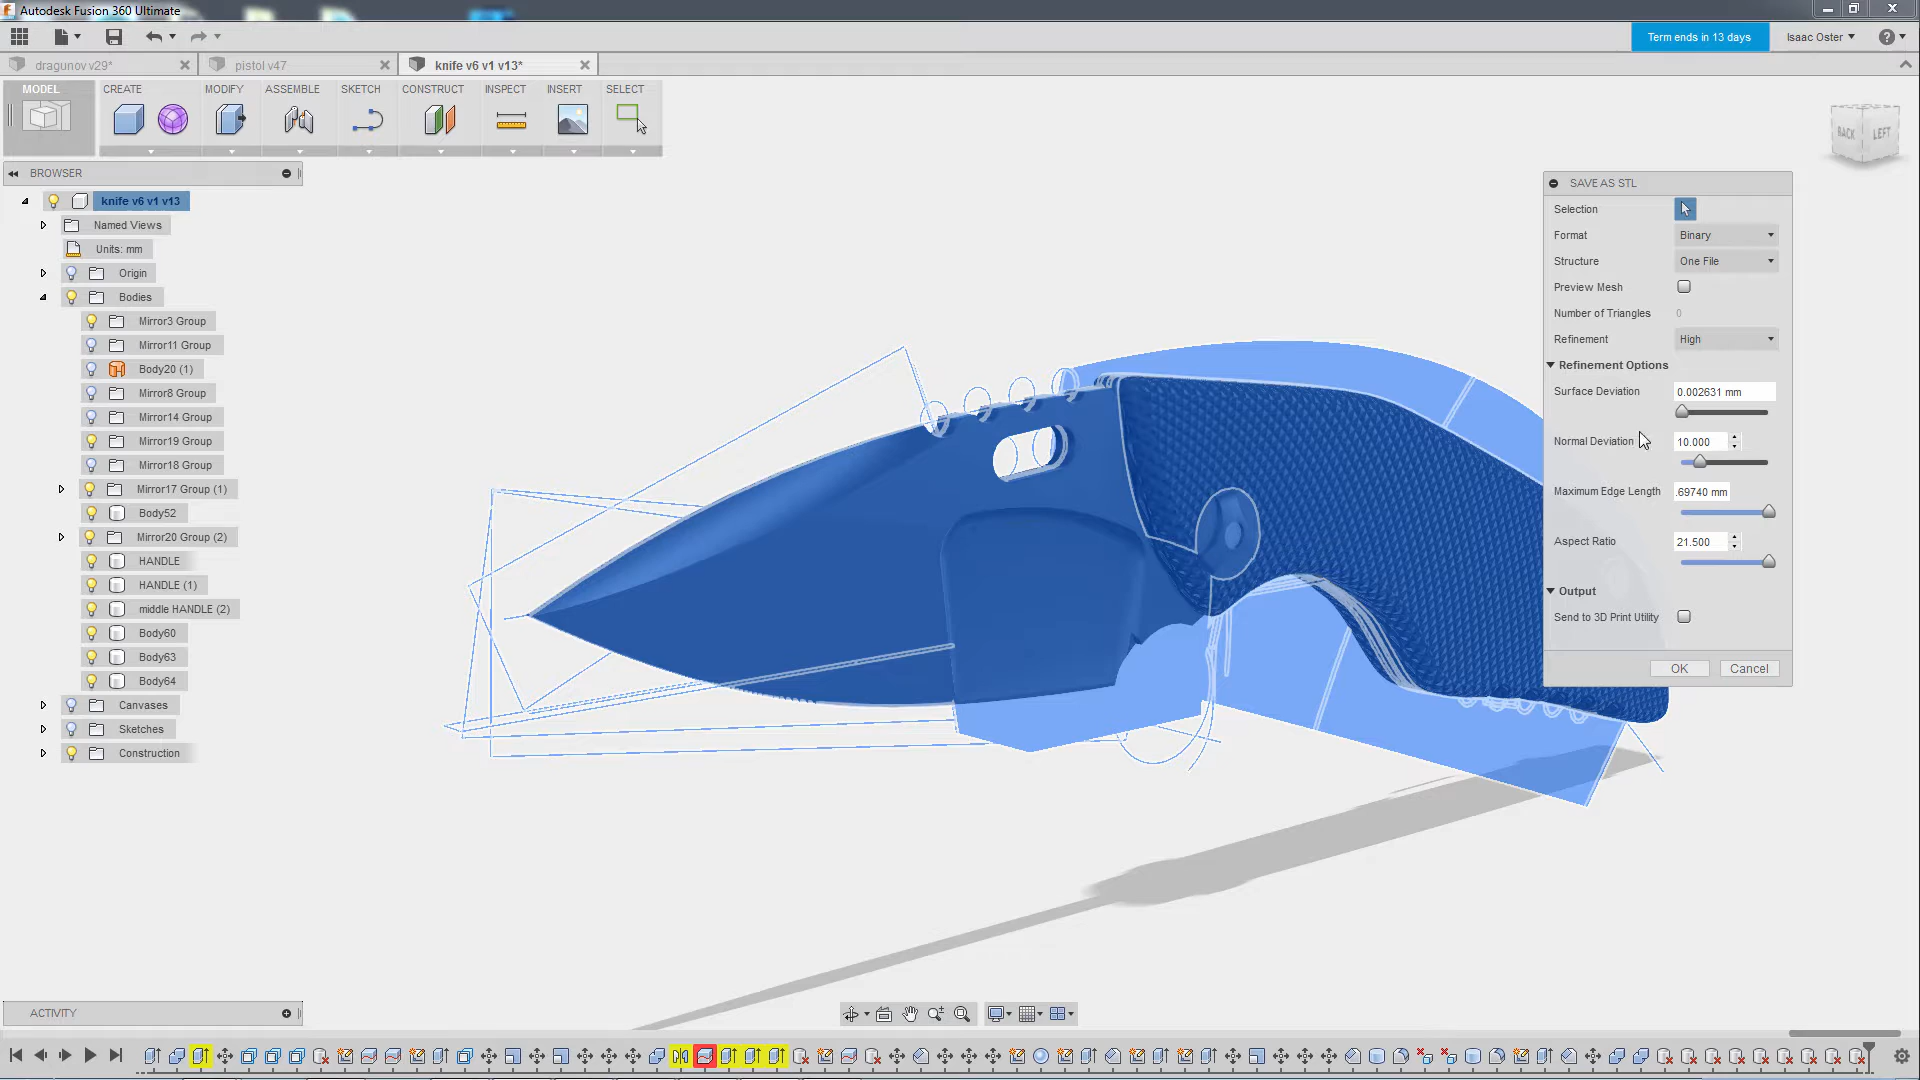 Autodesk Fusion 360 Ultimate
Term ends in 13 days
Isaac Oster
dragunov v29*
pistol v47
knife v6 v1 v13*
MODEL
CREATE
MODIFY
ASSEMBLE
SKETCH
CONSTRUCT
INSPECT
INSERT
SELECT
BACK
LEFT
BROWSER
knife v6 v1 v13
Named Views
Units: mm
Origin
Bodies
Mirror3 Group
Mirror11 Group
Body20 (1)
Mirror8 Group
Mirror14 Group
Mirror19 Group
Mirror18 Group
Mirror17 Group (1)
Body52
Mirror20 Group (2)
HANDLE
HANDLE (1)
middle HANDLE (2)
Body60
Body63
Body64
Canvases
Sketches
Construction
SAVE AS STL
Selection
Format Binary
Structure One File
Preview Mesh
Number of Triangles 0
Refinement High
Refinement Options
Surface Deviation 0.002631 mm
Normal Deviation 10.000
Maximum Edge Length .69740 mm
Aspect Ratio 21.500
Output
Send to 3D Print Utility
OK Cancel
ACTIVITY